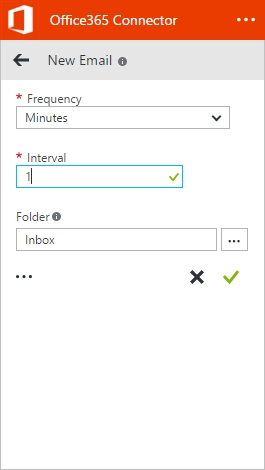 Office365 Connector
New Email
* Frequency
Minutes
* Interval
1
Folder
Inbox
...